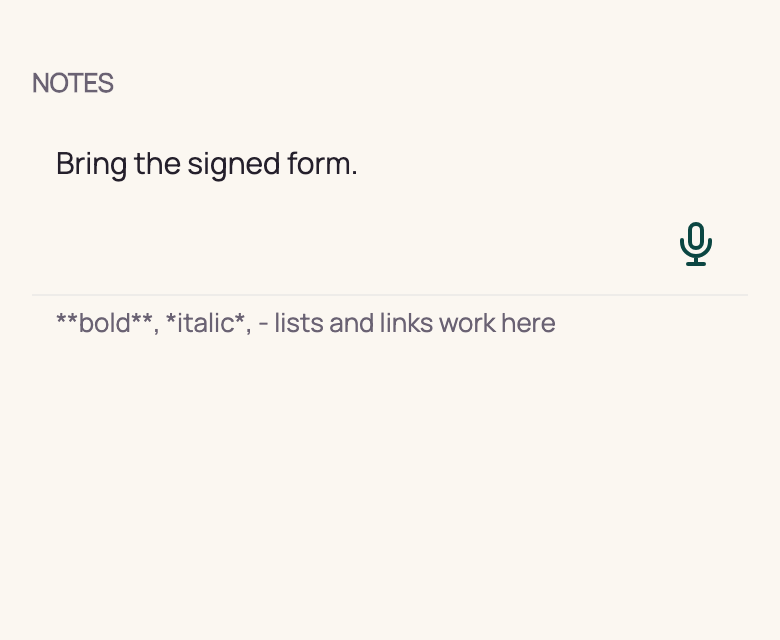 NOTES
Bring the signed form.
**bold**, *italic*, - lists and links work here